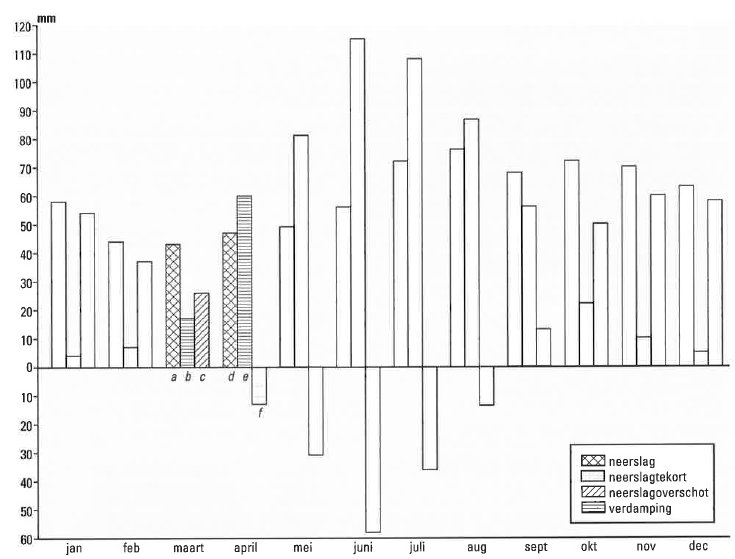 mm
120
110
100
90
80
70
60
50
40
30
20
10
0
10
20
30
40
50
60
a b c d e
f
neerslag
neerslagtekort
neerslagoverschot
verdamping
jan feb maart april mei juni juli aug sept okt nov dec